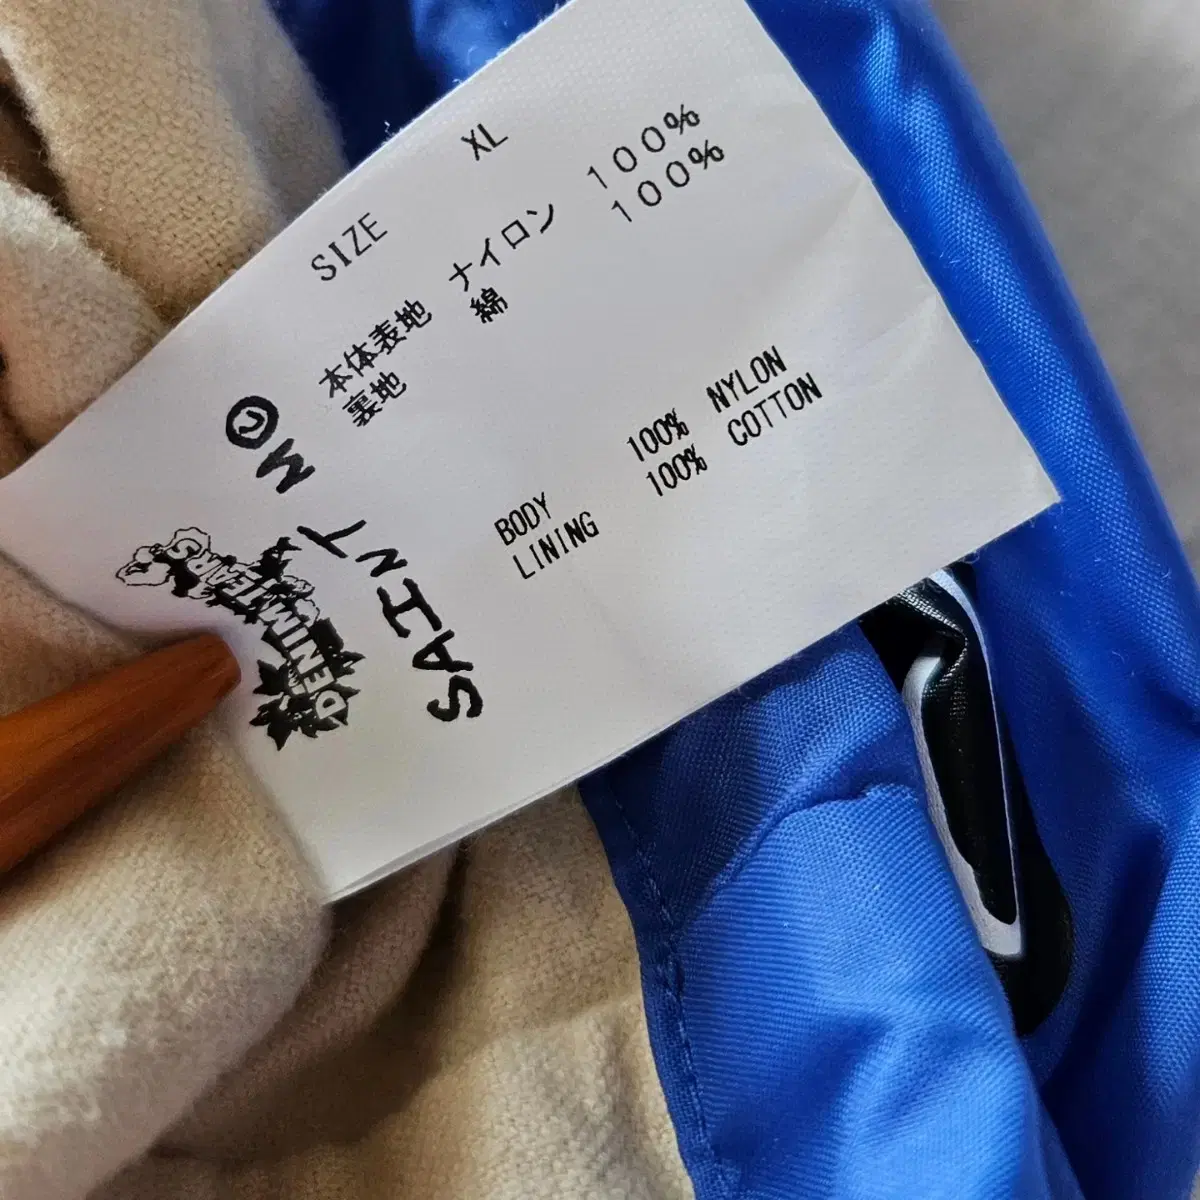 SIZE XL
本体表地 ナイロン 100%
裏地 綿 100%
BODY 100% NYLON
LINING 100% COTTON
SAINT Mㄩ
DENIM TEARS